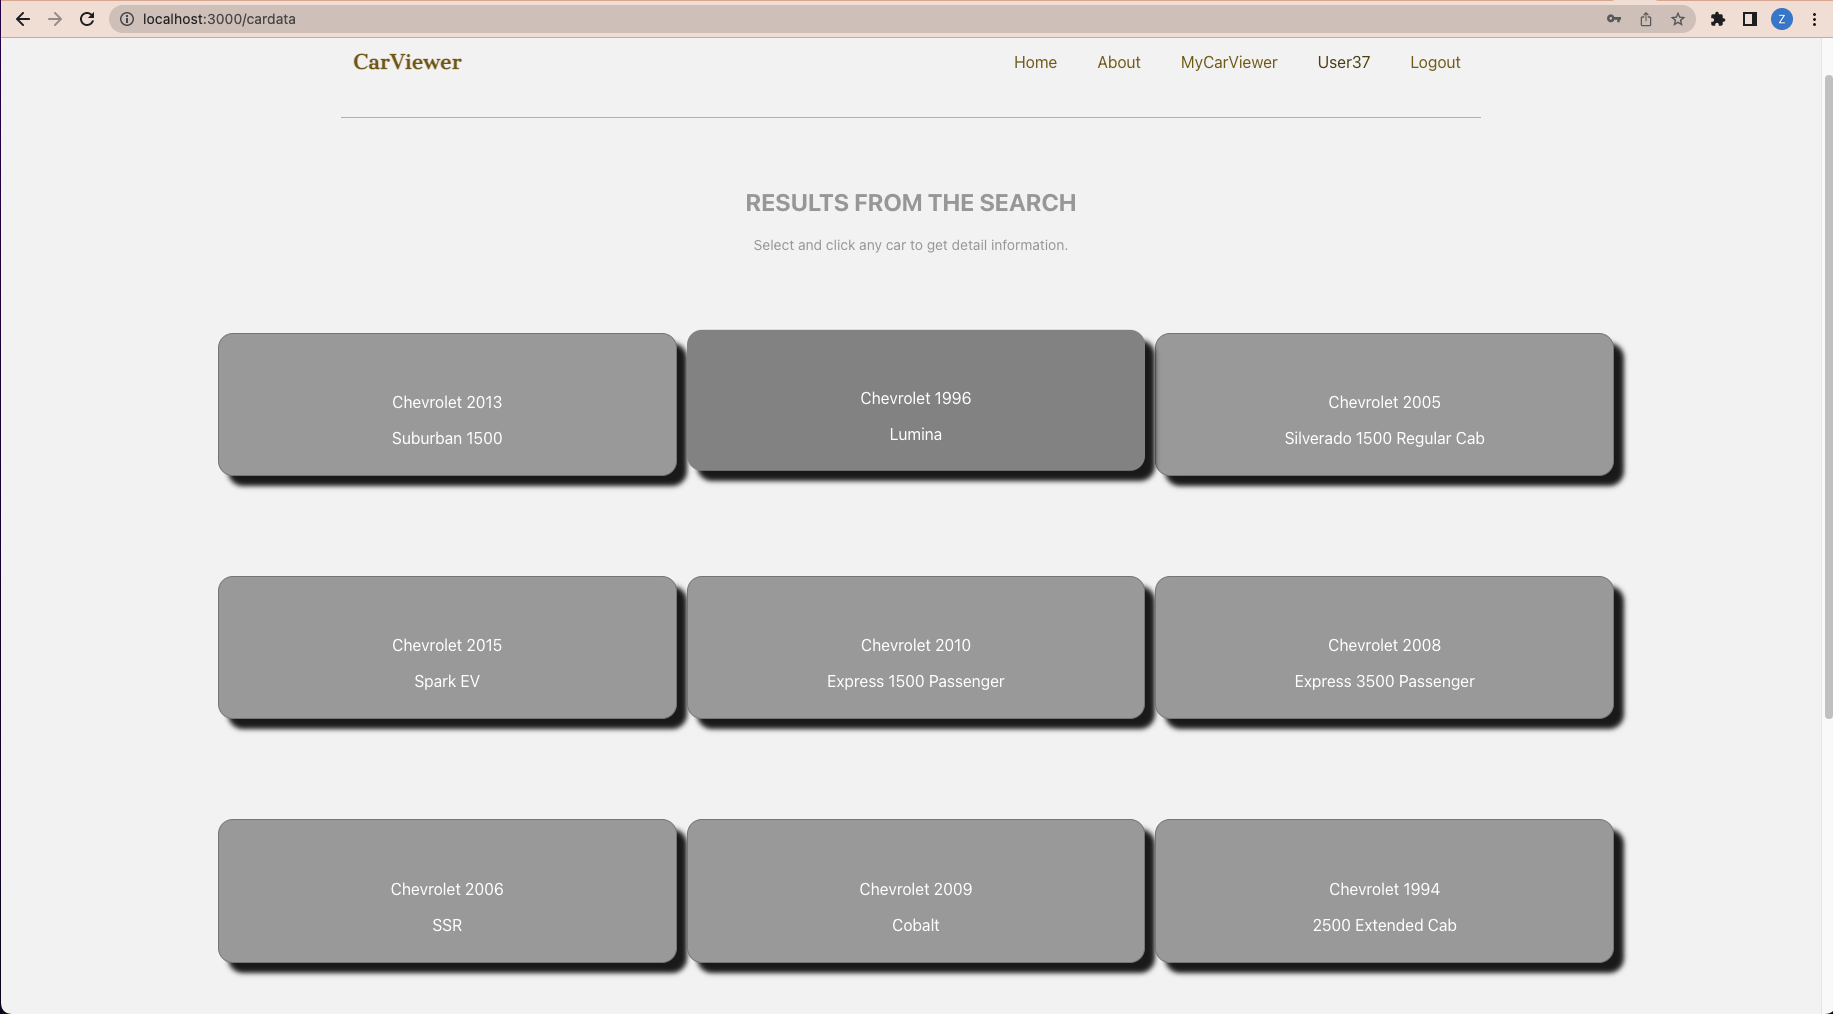 localhost:3000/cardata
Z
CarViewer
Home About MyCarViewer User37 Logout
RESULTS FROM THE SEARCH
Select and click any car to get detail information.
Chevrolet 2013
Suburban 1500
Chevrolet 1996
Lumina
Chevrolet 2005
Silverado 1500 Regular Cab
Chevrolet 2015
Spark EV
Chevrolet 2010
Express 1500 Passenger
Chevrolet 2008
Express 3500 Passenger
Chevrolet 2006
SSR
Chevrolet 2009
Cobalt
Chevrolet 1994
2500 Extended Cab